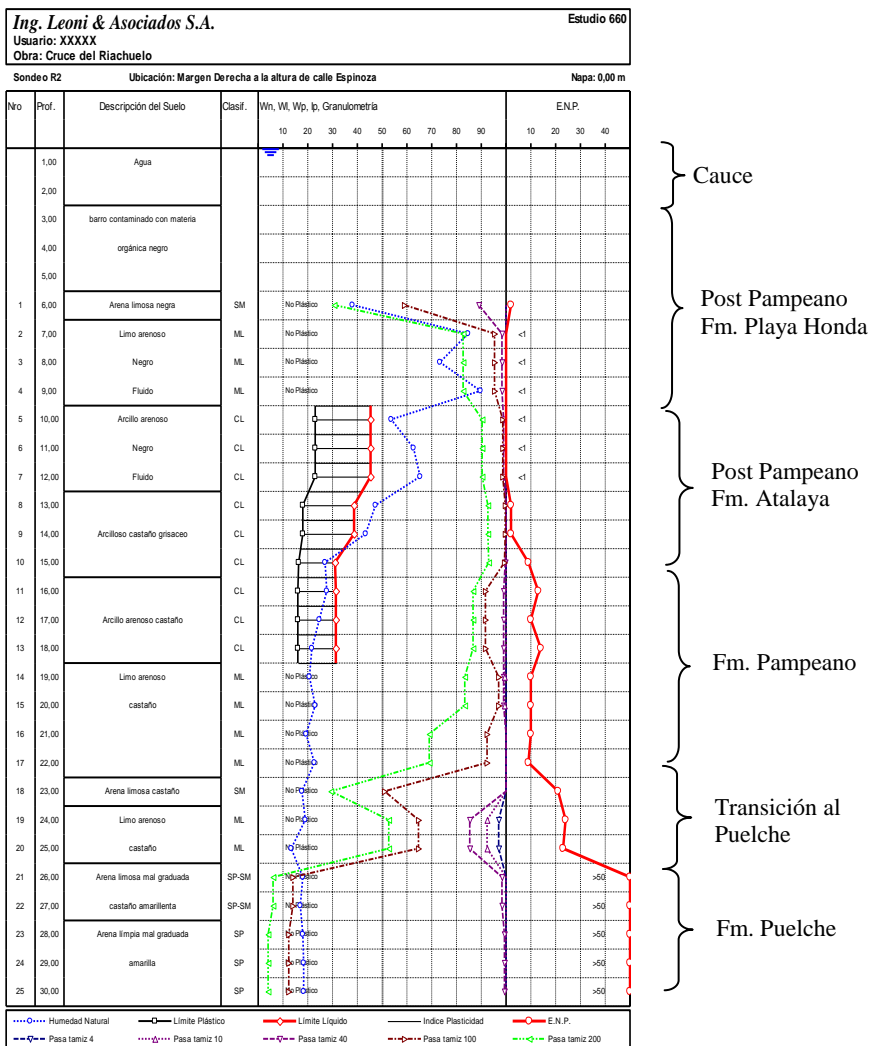 Ing. Leoni & Asociados S.A. Estudio 660
Usuario: XXXXX
Obra: Cruce del Riachuelo
Sondeo R2 Ubicación: Margen Derecha a la altura de calle Espinoza Napa: 0,00 m
Nro Prof. Descripción del Suelo Clasif. Wn, Wl, Wp, Ip, Granulometría E.N.P.
10 20 30 40 50 60 70 80 90 10 20 30 40
1,00 Agua
Cauce
2,00
3,00 barro contaminado con materia
4,00 orgánica negro
5,00
1 6,00 Arena limosa negra SM No Plástico
Post Pampeano
Fm. Playa Honda
2 7,00 Limo arenoso ML No Plástico <1
3 8,00 Negro ML No Plástico <1
4 9,00 Fluido ML No Plástico <1
5 10,00 Arcillo arenoso CL <1
6 11,00 Negro CL <1
7 12,00 Fluido CL <1
Post Pampeano
Fm. Atalaya
8 13,00 CL
9 14,00 Arcilloso castaño grisaceo CL
10 15,00 CL
11 16,00 CL
12 17,00 Arcillo arenoso castaño CL
13 18,00 CL
Fm. Pampeano
14 19,00 Limo arenoso ML No Plástico
15 20,00 castaño ML No Plástico
16 21,00 ML No Plástico
17 22,00 ML No Plástico
18 23,00 Arena limosa castaño SM No Plástico
19 24,00 Limo arenoso ML No Plástico
Transición al
Puelche
20 25,00 castaño ML No Plástico
21 26,00 Arena limosa mal graduada SP-SM No Plástico >50
22 27,00 castaño amarillenta SP-SM No Plástico >50
23 28,00 Arena límpia mal graduada SP No Plástico >50
Fm. Puelche
24 29,00 amarilla SP No Plástico >50
25 30,00 SP No Plástico >50
Humedad Natural Límite Plástico Límite Líquido Indice Plasticidad E.N.P.
Pasa tamiz 4 Pasa tamiz 10 Pasa tamiz 40 Pasa tamiz 100 Pasa tamiz 200